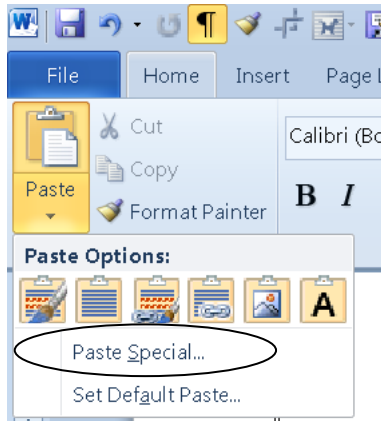 W ¶
File Home Insert Page L
Cut
Calibri (Bo
Copy
Paste
B I
Format Painter
Paste Options:
A
Paste Special...
Set Default Paste...